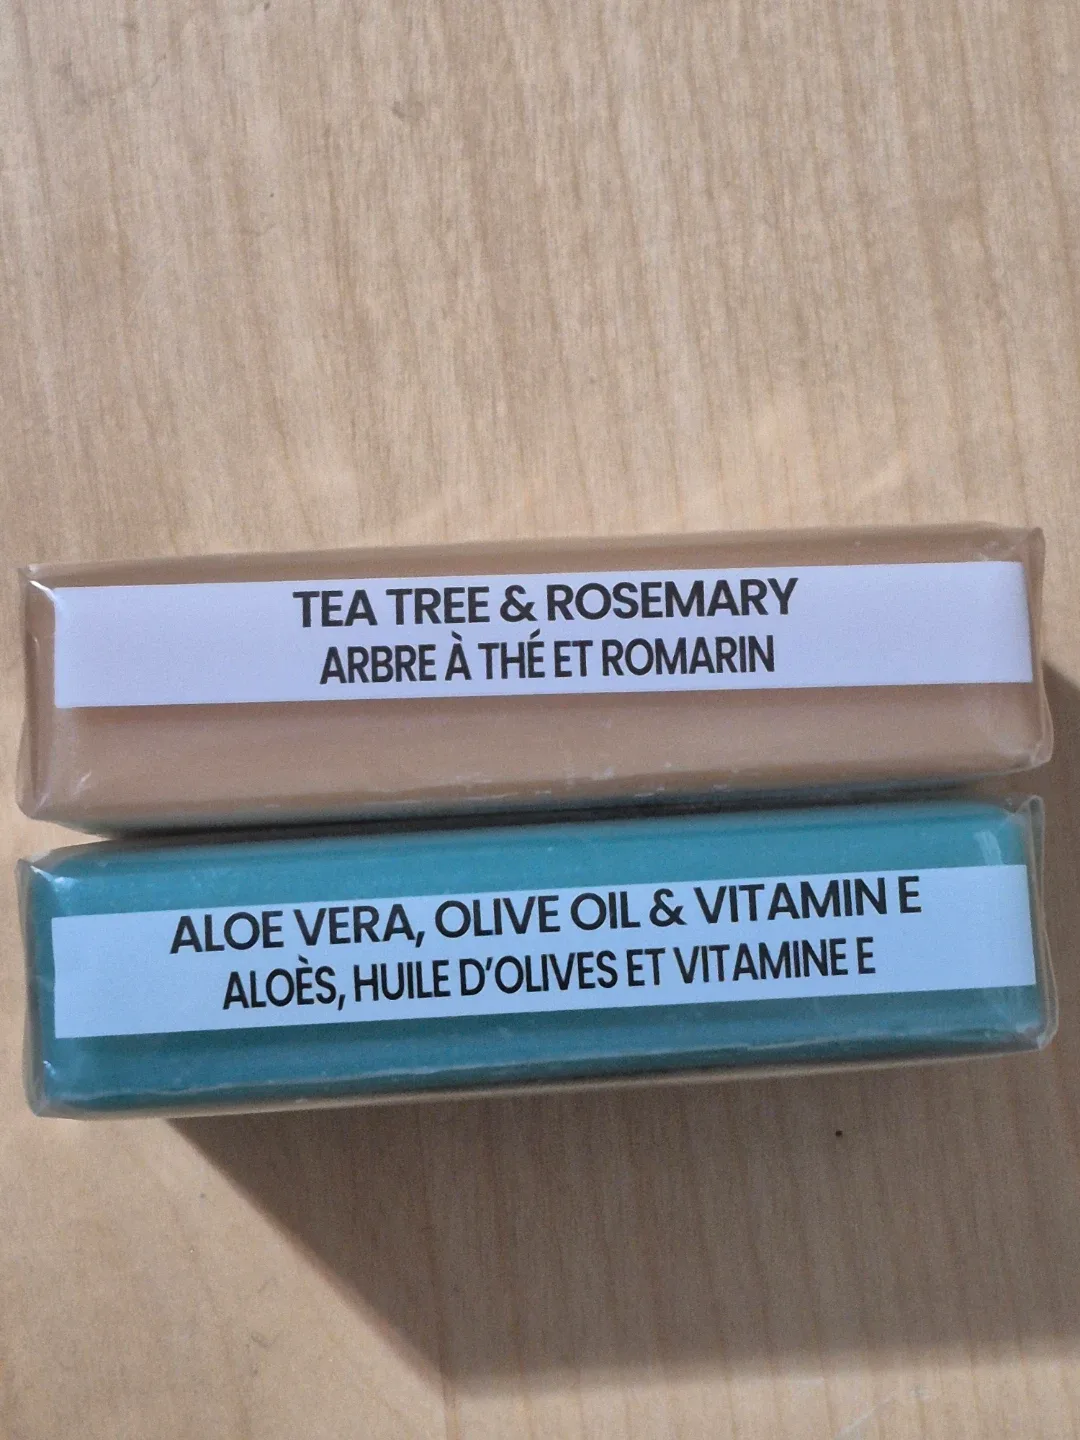 TEA TREE & ROSEMARY
ARBRE À THÉ ET ROMARIN
ALOE VERA, OLIVE OIL & VITAMIN E
ALOÈS, HUILE D'OLIVES ET VITAMINE E